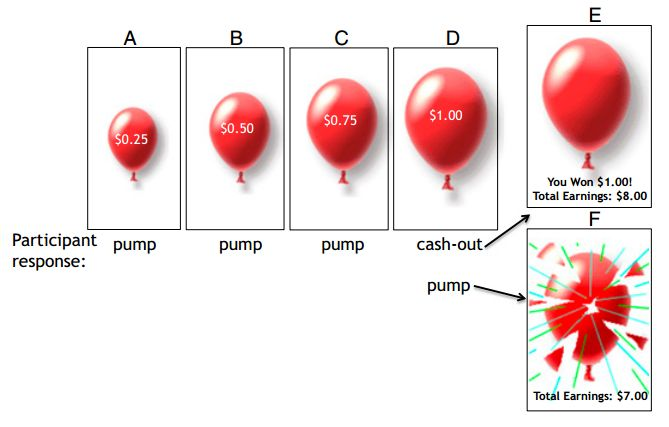 A
B
C
D
E
$0.25
$0.50
$0.75
$1.00
You Won $1.00!
Total Earnings: $8.00
Participant
response:
pump
pump
pump
cash-out
pump
F
Total Earnings: $7.00